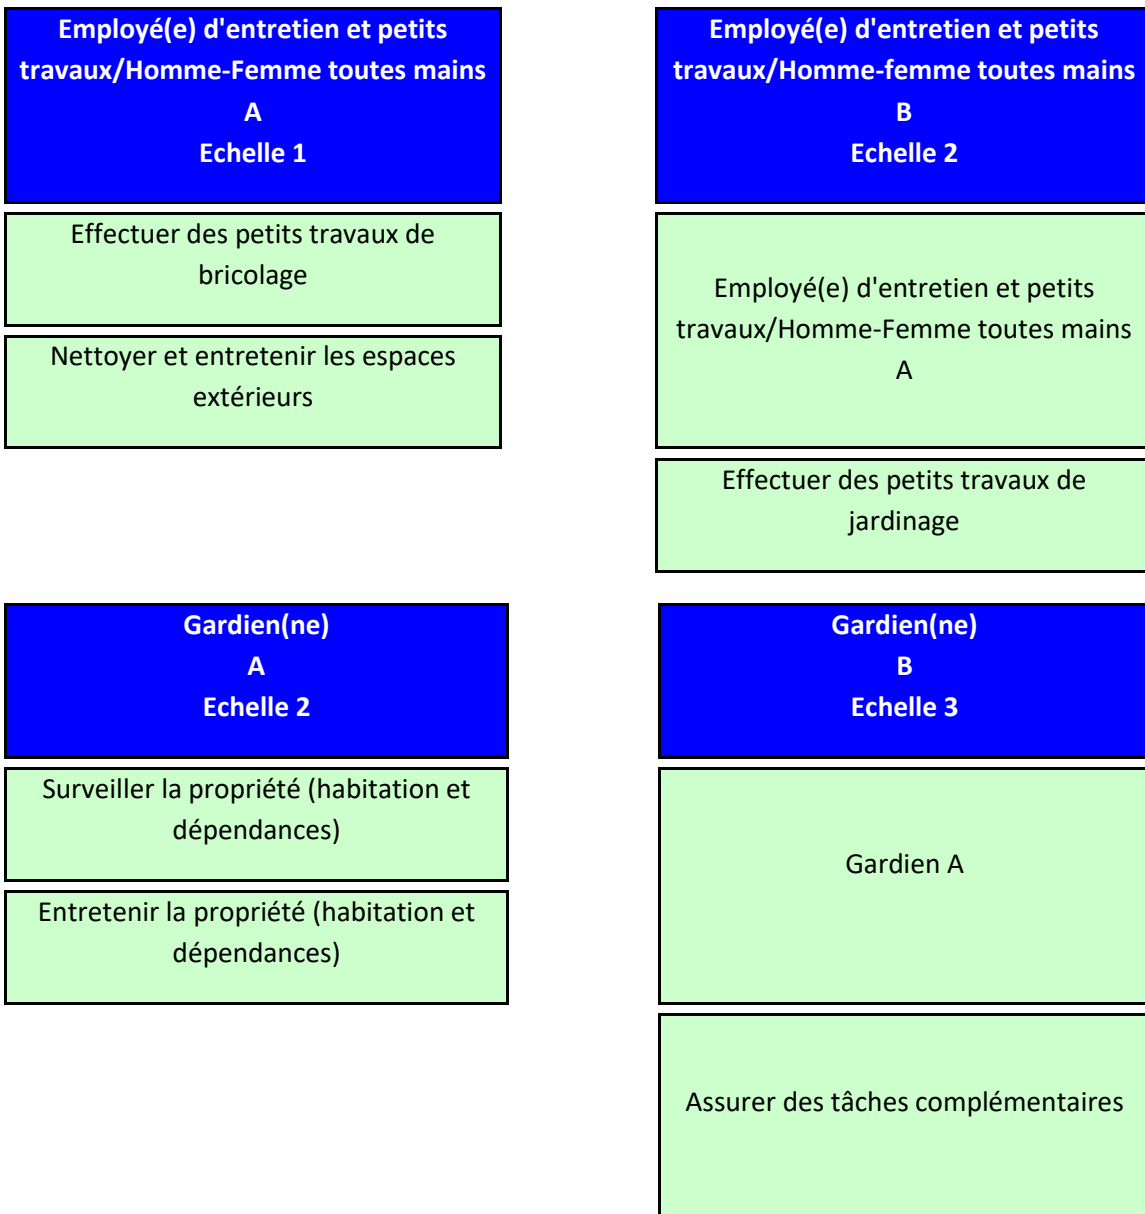 Employé(e) d'entretien et petits
travaux/Homme-Femme toutes mains
A
Echelle 1
Effectuer des petits travaux de
bricolage
Nettoyer et entretenir les espaces
extérieurs
Employé(e) d'entretien et petits
travaux/Homme-femme toutes mains
B
Echelle 2
Employé(e) d'entretien et petits
travaux/Homme-Femme toutes mains
A
Effectuer des petits travaux de
jardinage
Gardien(ne)
A
Echelle 2
Surveiller la propriété (habitation et
dépendances)
Entretenir la propriété (habitation et
dépendances)
Gardien(ne)
B
Echelle 3
Gardien A
Assurer des tâches complémentaires